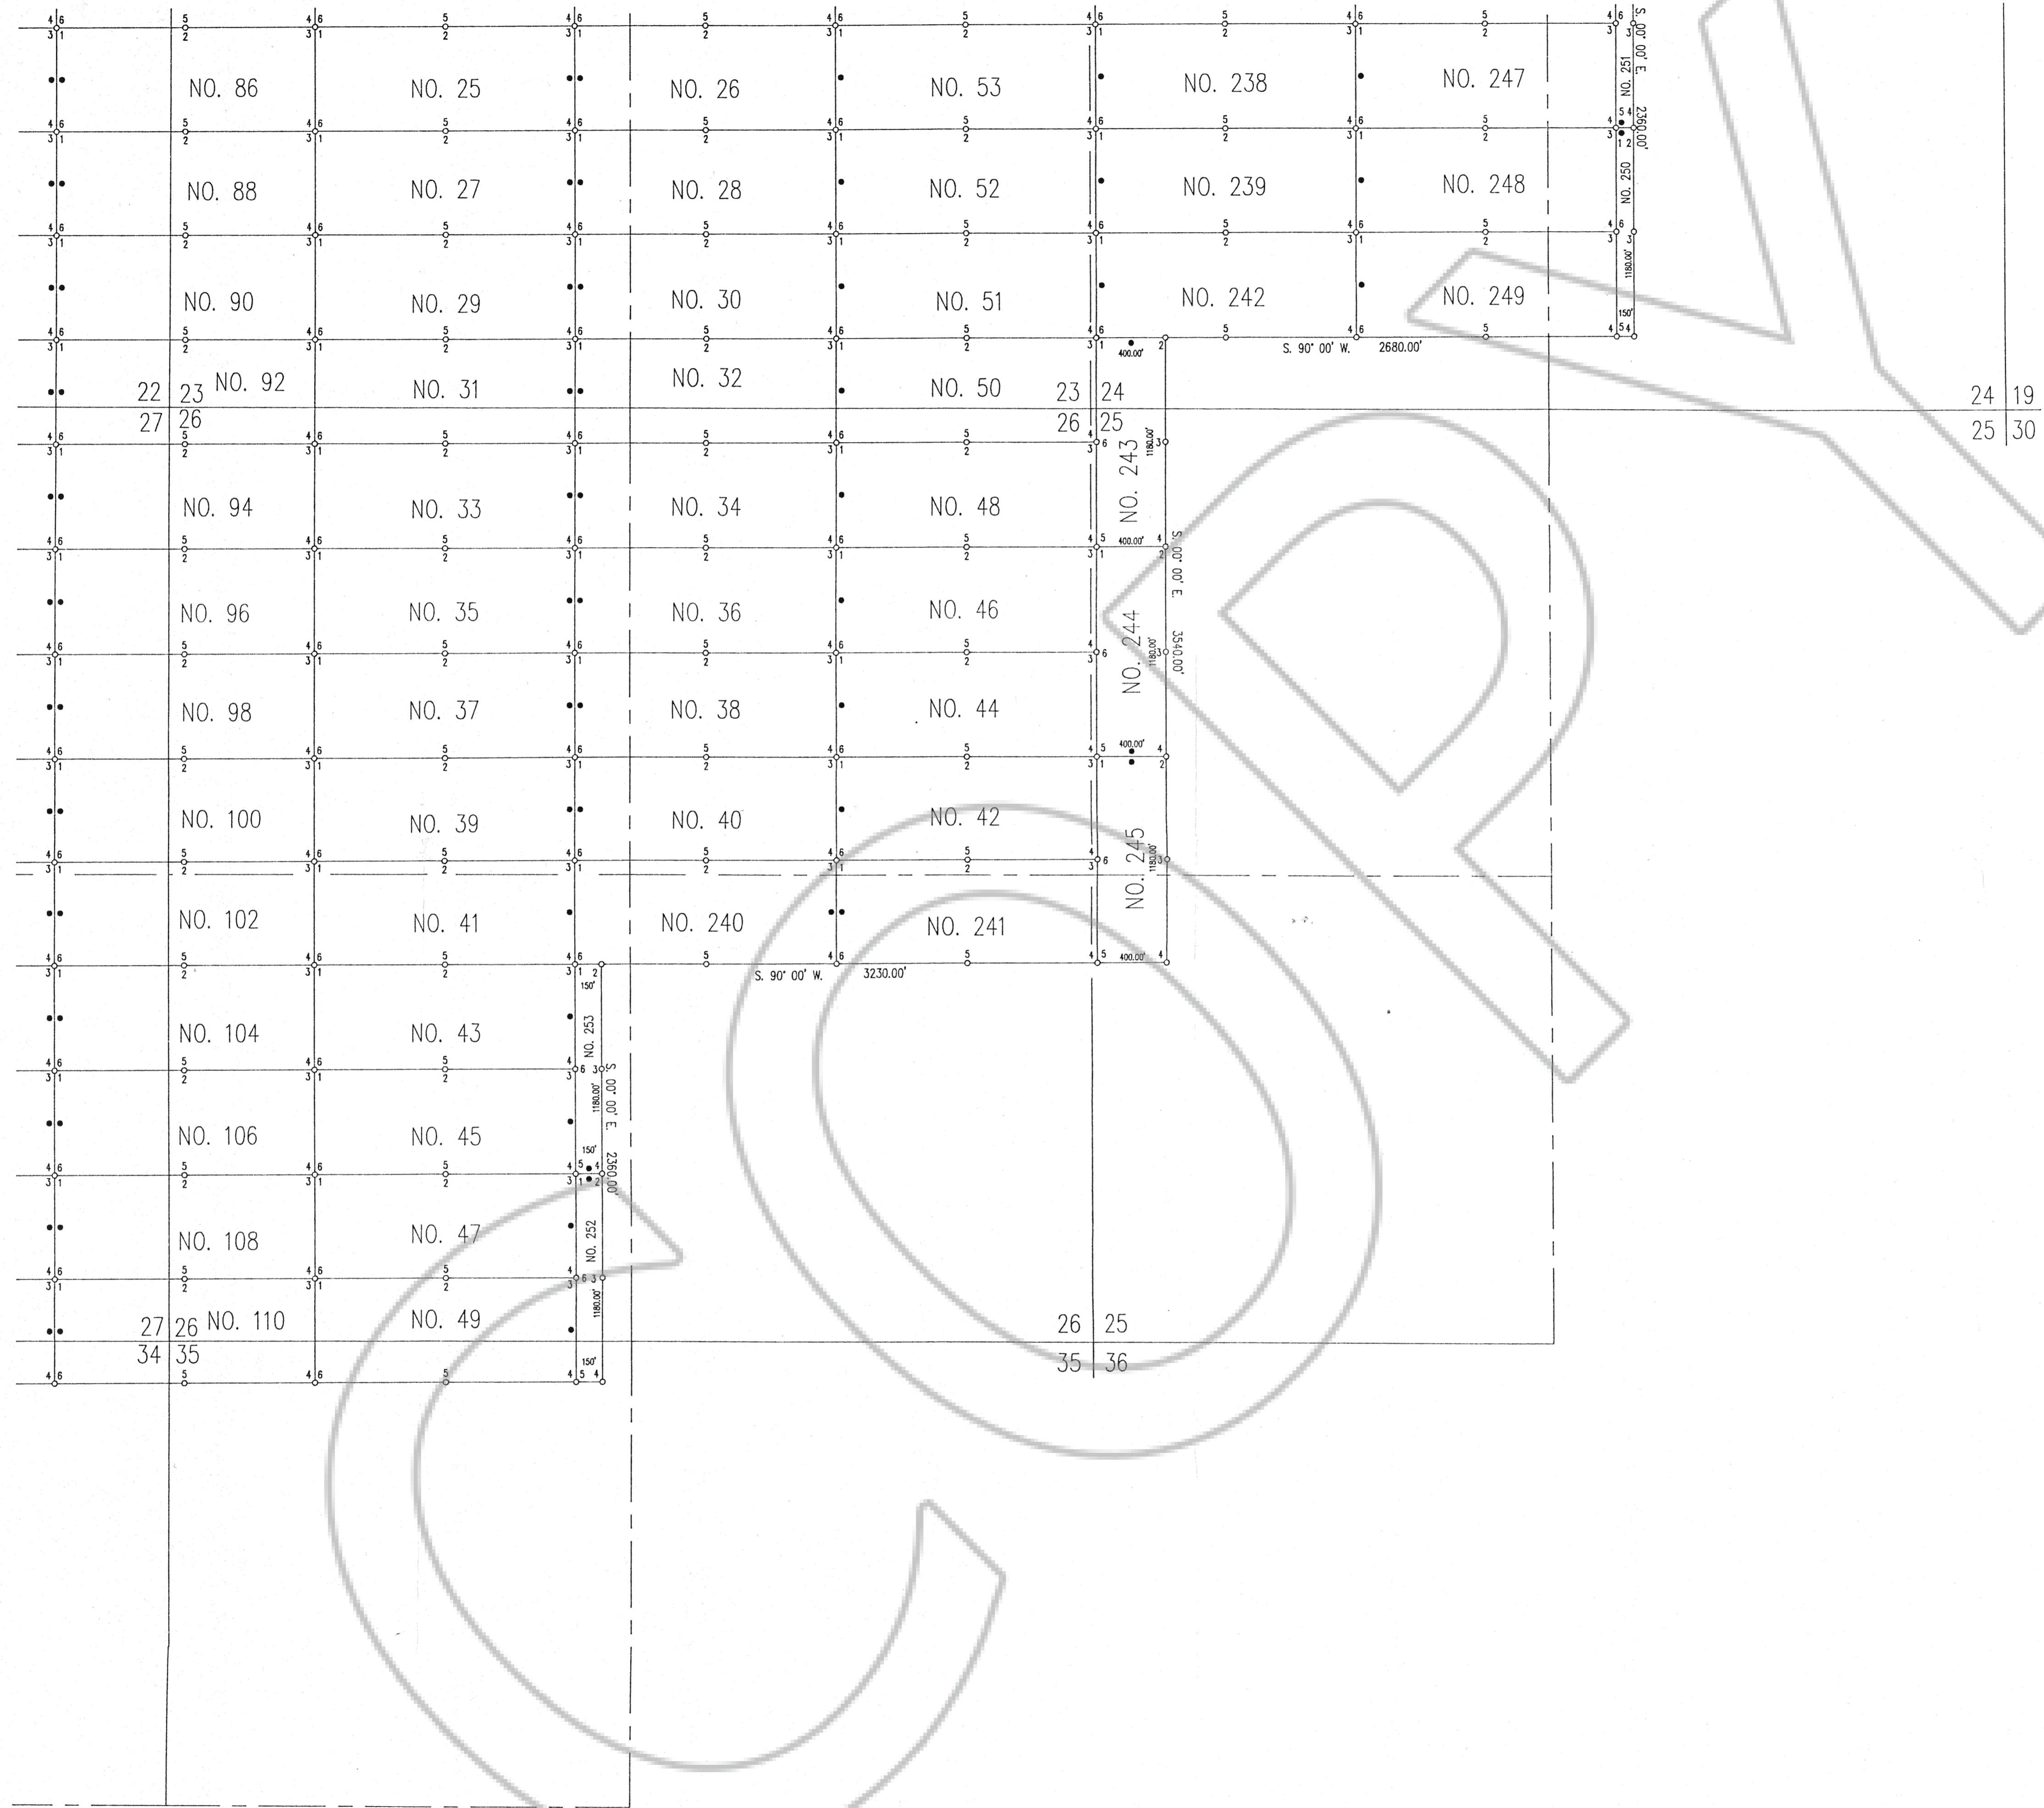 NO. 86 NO. 25 NO. 26 NO. 53 NO. 238 NO. 247 NO. 251
S. 00° 00' E. 2360.00'
NO. 88 NO. 27 NO. 28 NO. 52 NO. 239 NO. 248 NO. 250
NO. 90 NO. 29 NO. 30 NO. 51 NO. 242 NO. 249 1180.00' 150'
400.00' S. 90° 00' W. 2680.00'
22 23 NO. 92 NO. 31 NO. 32 NO. 50 23 24 24 19
27 26 26 25 25 30
NO. 94 NO. 33 NO. 34 NO. 48 NO. 243 1180.00'
400.00'
S. 00° 00' E. 3540.00'
NO. 96 NO. 35 NO. 36 NO. 46 NO. 244 1180.00'
NO. 98 NO. 37 NO. 38 NO. 44
400.00'
NO. 100 NO. 39 NO. 40 NO. 42 NO. 245 1180.00'
NO. 102 NO. 41 NO. 240 NO. 241
400.00'
150' S. 90° 00' W. 3230.00'
NO. 104 NO. 43 NO. 253
1180.00' S. 00° 00' E. 2360.00'
NO. 106 NO. 45 150'
NO. 108 NO. 47 NO. 252
27 26 NO. 110 NO. 49 1180.00' 26 25
34 35 150' 35 36
COPY